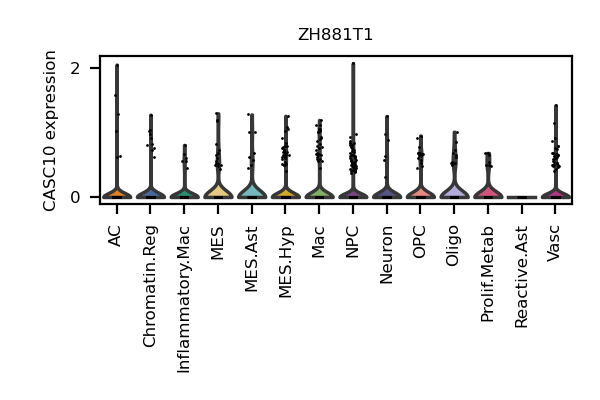 ZH881T1
CASC10 expression
2
0
AC
Chromatin.Reg
Inflammatory.Mac
MES
MES.Ast
MES.Hyp
Mac
NPC
Neuron
OPC
Oligo
Prolif.Metab
Reactive.Ast
Vasc